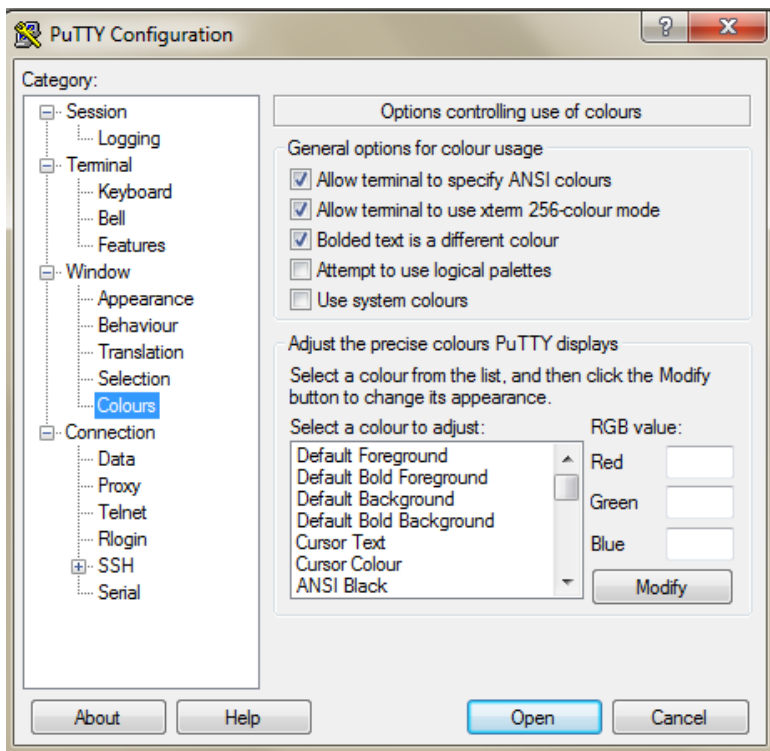 PuTTY Configuration
Category:
Session
Logging
Terminal
Keyboard
Bell
Features
Window
Appearance
Behaviour
Translation
Selection
Colours
Connection
Data
Proxy
Telnet
Rlogin
SSH
Serial
Options controlling use of colours
General options for colour usage
Allow terminal to specify ANSI colours
Allow terminal to use xterm 256-colour mode
Bolded text is a different colour
Attempt to use logical palettes
Use system colours
Adjust the precise colours PuTTY displays
Select a colour from the list, and then click the Modify
button to change its appearance.
Select a colour to adjust:
RGB value:
Default Foreground
Default Bold Foreground
Default Background
Default Bold Background
Cursor Text
Cursor Colour
ANSI Black
Red
Green
Blue
Modify
About
Help
Open
Cancel